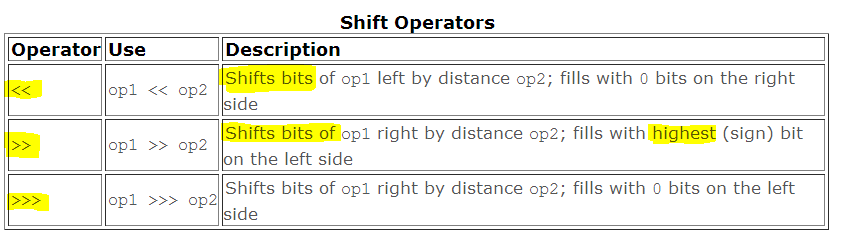 Shift Operators
Operator Use Description
<< op1 << op2 Shifts bits of op1 left by distance op2; fills with 0 bits on the right
side
>> op1 >> op2 Shifts bits of op1 right by distance op2; fills with highest (sign) bit
on the left side
>>> op1 >>> op2 Shifts bits of op1 right by distance op2; fills with 0 bits on the left
side